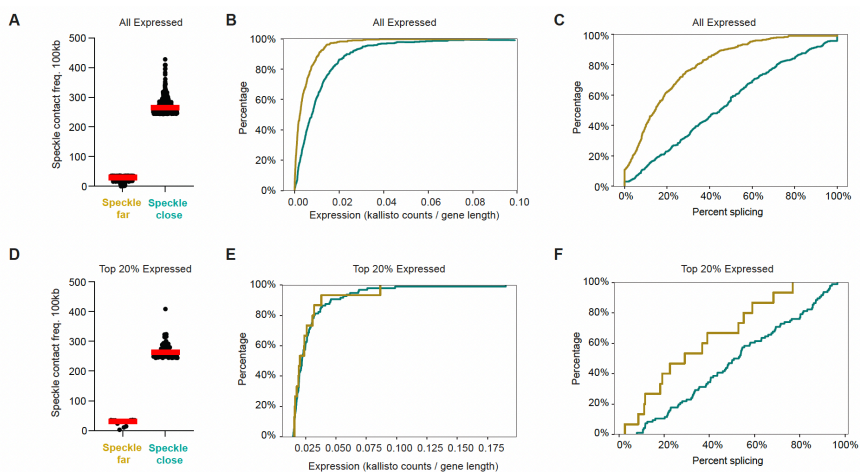 A
All Expressed
Speckle contact freq. 100kb
500
400
300
200
100
0
Speckle far
Speckle close
B
All Expressed
Percentage
100%
80%
60%
40%
20%
0%
0.00 0.02 0.04 0.06 0.08 0.10
Expression (kallisto counts / gene length)
C
All Expressed
Percentage
100%
80%
60%
40%
20%
0%
0% 20% 40% 60% 80% 100%
Percent splicing
D
Top 20% Expressed
Speckle contact freq. 100kb
500
400
300
200
100
0
Speckle far
Speckle close
E
Top 20% Expressed
Percentage
100%
80%
60%
40%
20%
0%
0.025 0.050 0.075 0.100 0.125 0.150 0.175
Expression (kallisto counts / gene length)
F
Top 20% Expressed
Percentage
100%
80%
60%
40%
20%
0%
0% 20% 40% 60% 80% 100%
Percent splicing